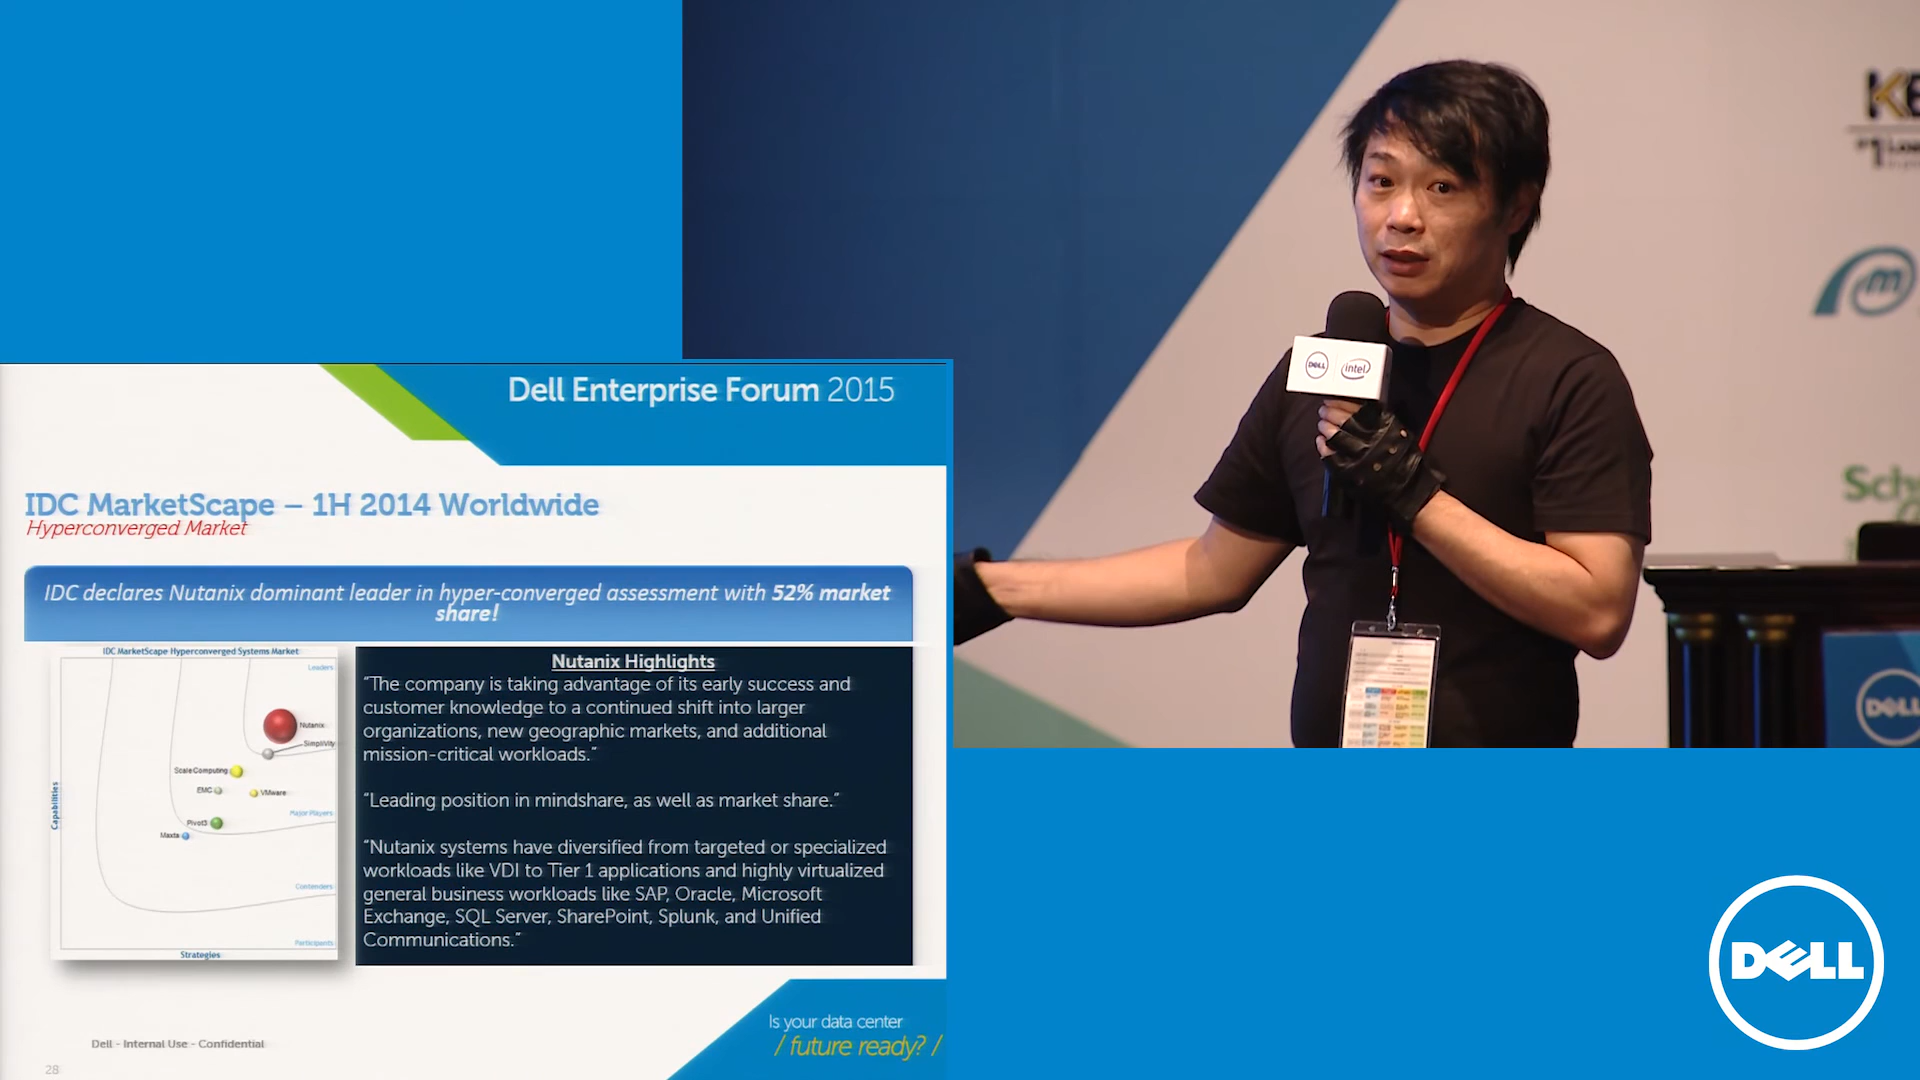 Dell Enterprise Forum 2015
IDC MarketScape – 1H 2014 Worldwide
Hyperconverged Market
IDC declares Nutanix dominant leader in hyper-converged assessment with 52% market
share!
IDC MarketScape Hyperconverged Systems Market
Leaders
Nutanix
SimpliVity
Scale Computing
EMC
VMware
Major Players
Pivot3
Maxta
Contenders
Participants
Capabilities
Strategies
Nutanix Highlights
“The company is taking advantage of its early success and
customer knowledge to a continued shift into larger
organizations, new geographic markets, and additional
mission-critical workloads.”
“Leading position in mindshare, as well as market share.”
“Nutanix systems have diversified from targeted or specialized
workloads like VDI to Tier 1 applications and highly virtualized
general business workloads like SAP, Oracle, Microsoft
Exchange, SQL Server, SharePoint, Splunk, and Unified
Communications.”
Is your data center
/ future ready? /
Dell - Internal Use - Confidential
28
DELL
intel
#1
DELL
DELL